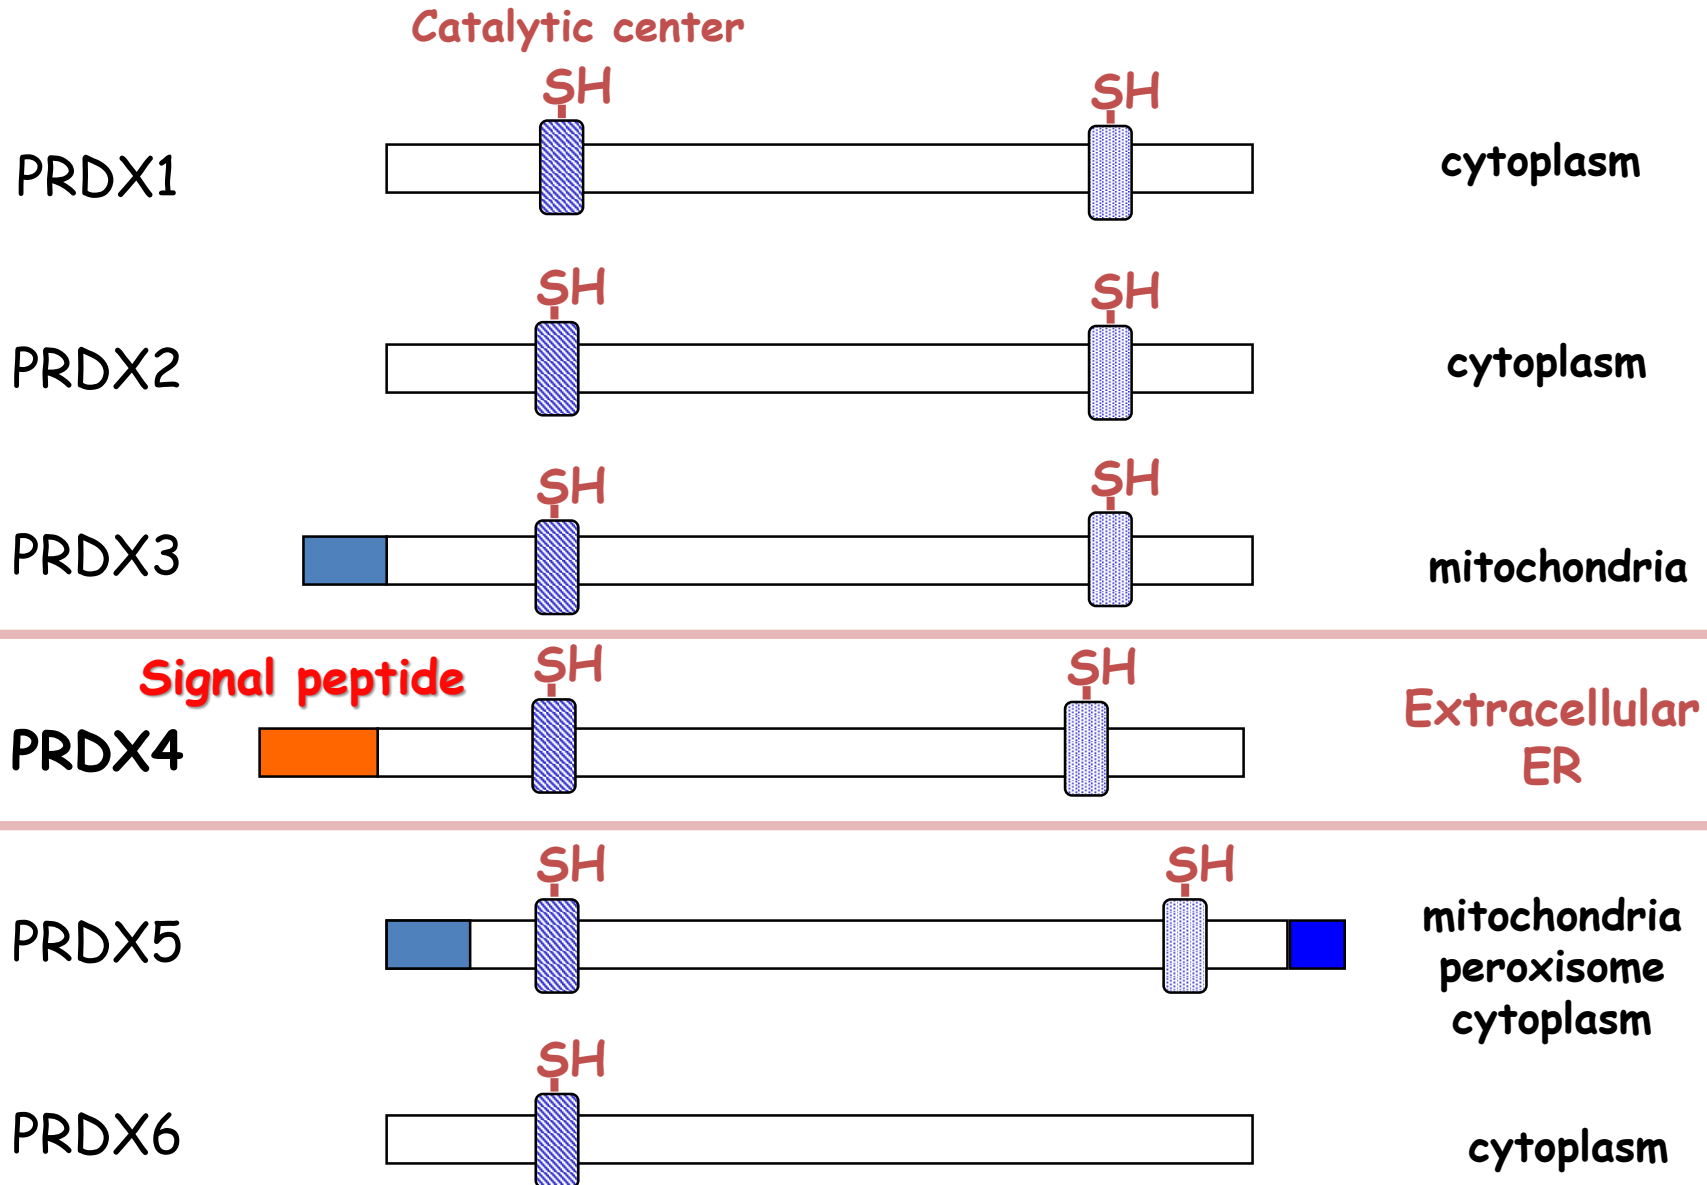 Catalytic center
SH SH
PRDX1 cytoplasm
SH SH
PRDX2 cytoplasm
SH SH
PRDX3 mitochondria
Signal peptide SH SH
PRDX4 Extracellular
ER
SH SH
PRDX5 mitochondria
peroxisome
cytoplasm
SH
PRDX6 cytoplasm